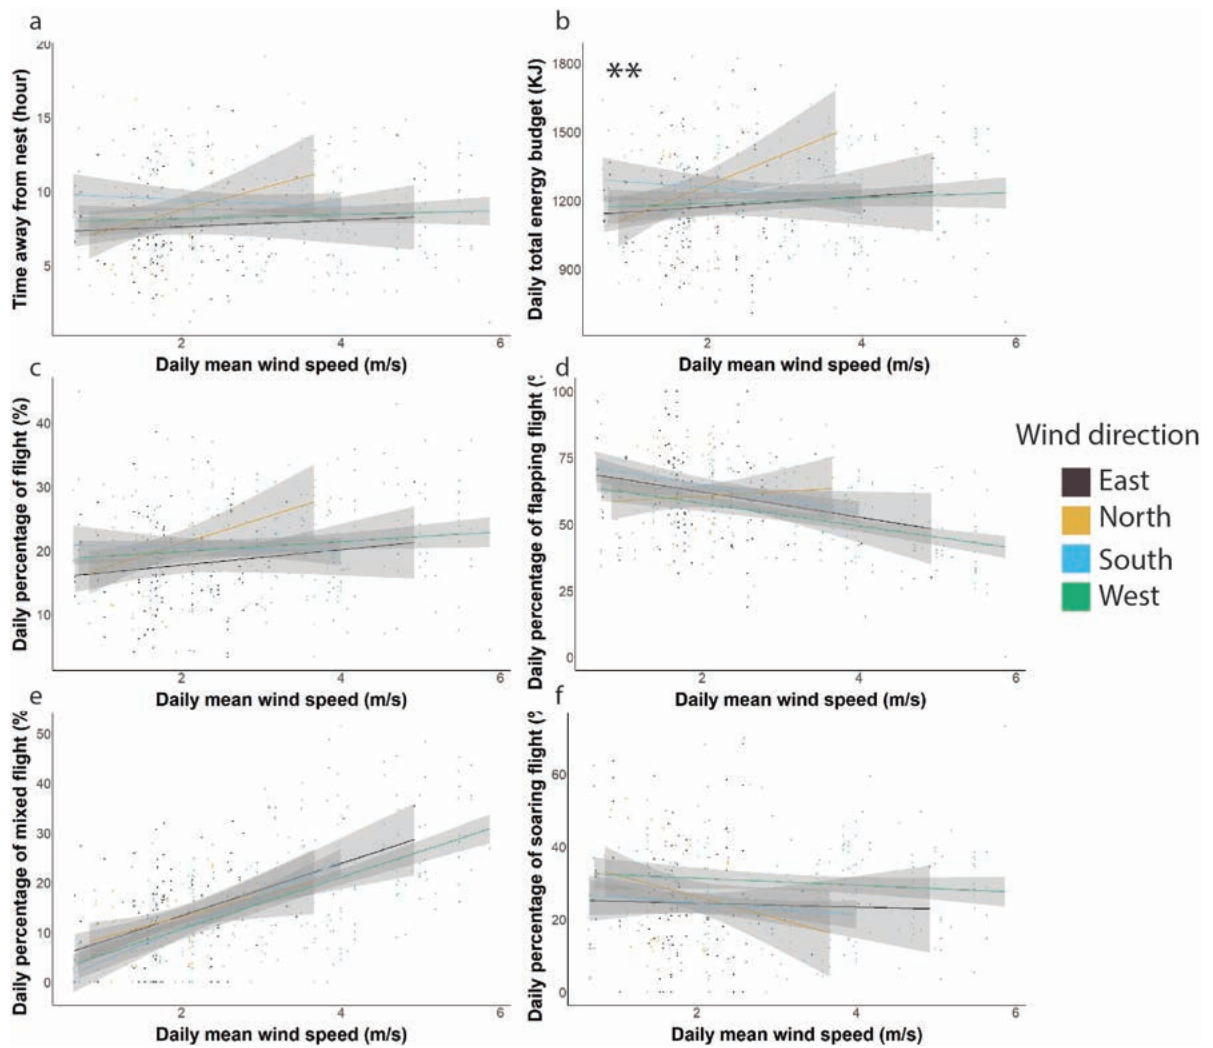 a
20
15
10
5
2
4
6
Time away from nest (hour)
Daily mean wind speed (m/s)
b
**
1800
1500
1200
900
2
4
6
Daily total energy budget (KJ)
Daily mean wind speed (m/s)
c
40
30
20
10
2
4
6
Daily percentage of flight (%)
Daily mean wind speed (m/s)
d
100
75
50
25
0
2
4
6
Daily percentage of flapping flight (
Daily mean wind speed (m/s)
Wind direction
East
North
South
West
e
50
40
30
20
10
0
2
4
6
Daily percentage of mixed flight (%
Daily mean wind speed (m/s)
f
60
40
20
0
2
4
6
Daily percentage of soaring flight (
Daily mean wind speed (m/s)